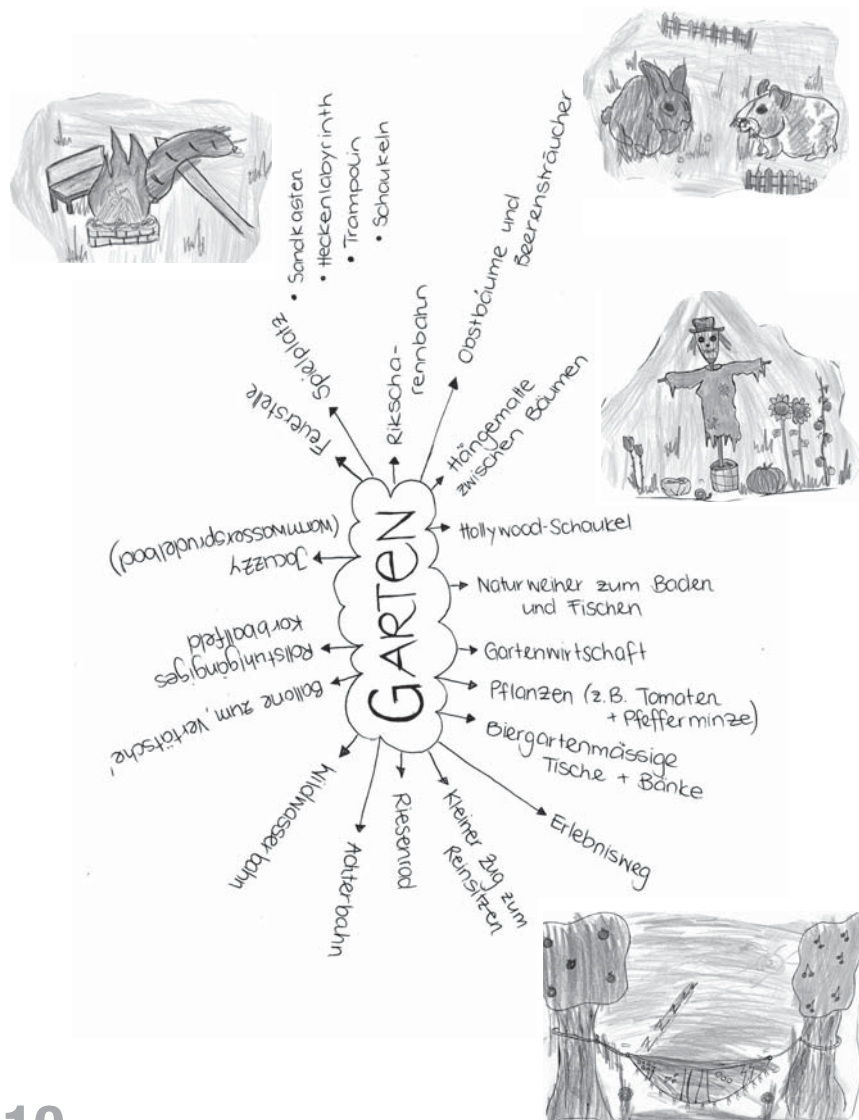 • Sandkasten
• Heckenlabyrinth
• Trampolin
• Schaukeln
Spielplatz
Feuerstelle
Rikscha-
rennbahn
Obstbäume und
Beerensträucher
Hängematte
zwischen Bäumen
Hollywood-Schaukel
Naturweiher zum Baden
und Fischen
Gartenwirtschaft
Pflanzen (z.B. Tomaten
+ Pfefferminze)
Biergartenmässige
Tische + Bänke
Erlebnisweg
Kleiner Zug zum
Reinsitzen
Riesenrad
Achterbahn
Wildwasserbahn
Ballone zum 'Vertätsche'
Rollstuhlgängiges
Korbballfeld
Jacuzzy
(Warmwassersprudelbad)
GARTEN
10